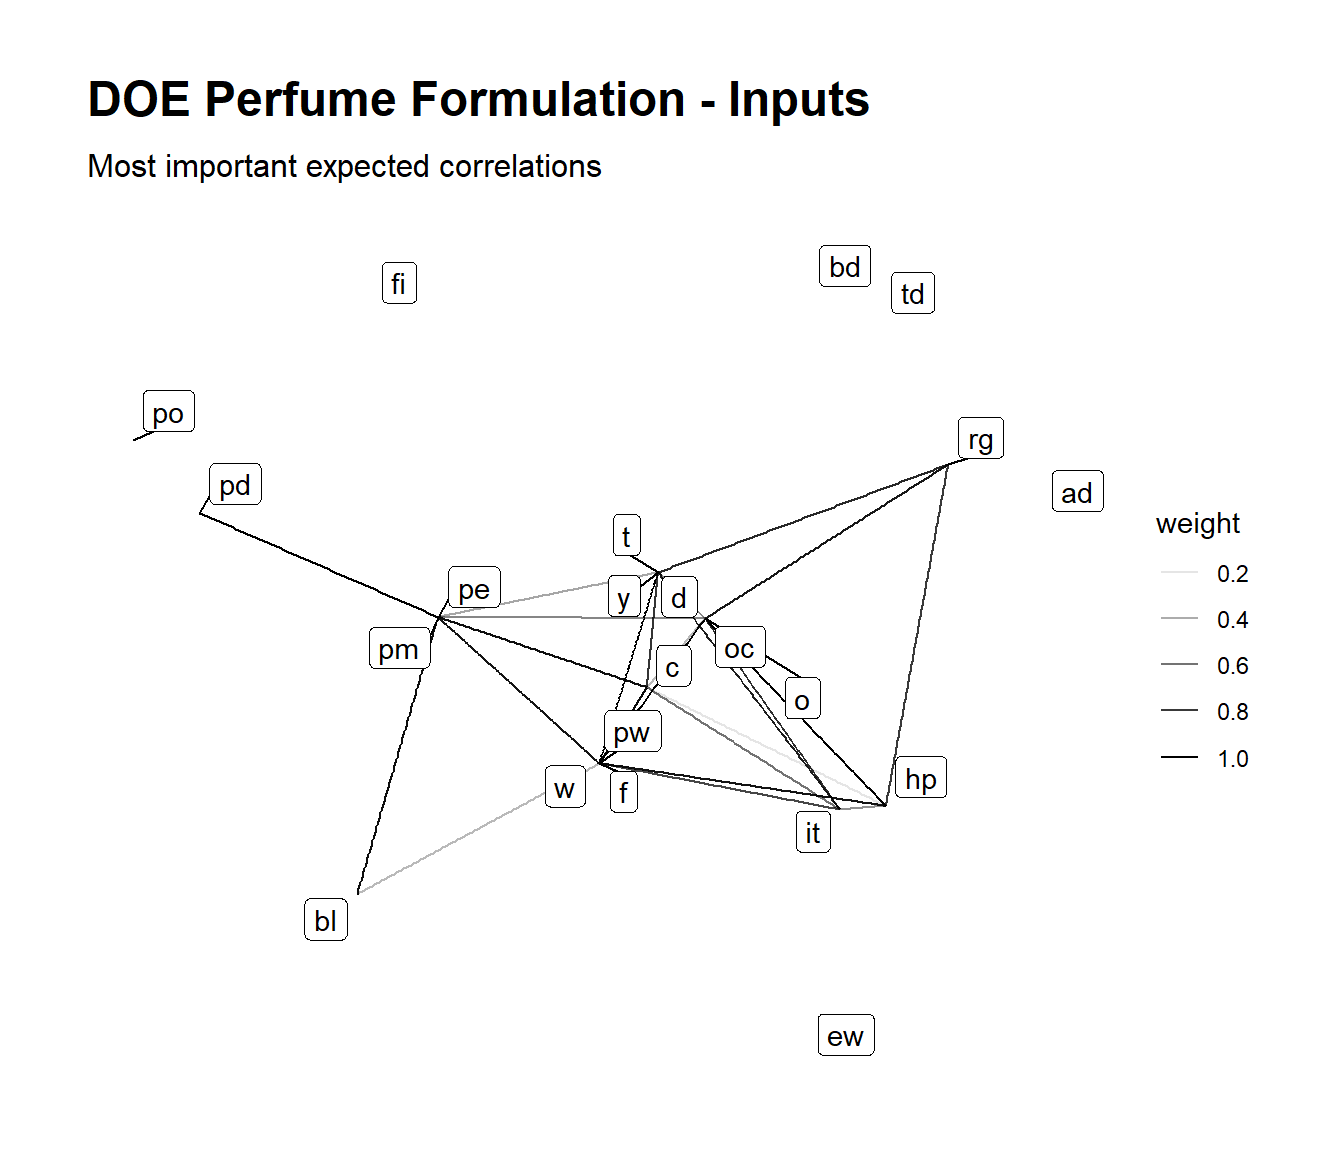 DOE Perfume Formulation - Inputs
Most important expected correlations
fi
bd
td
po
rg
pd
ad
t
weight
0.2
0.4
0.6
0.8
1.0
pe
y
d
pm
oc
c
o
pw
hp
w
f
it
bl
ew